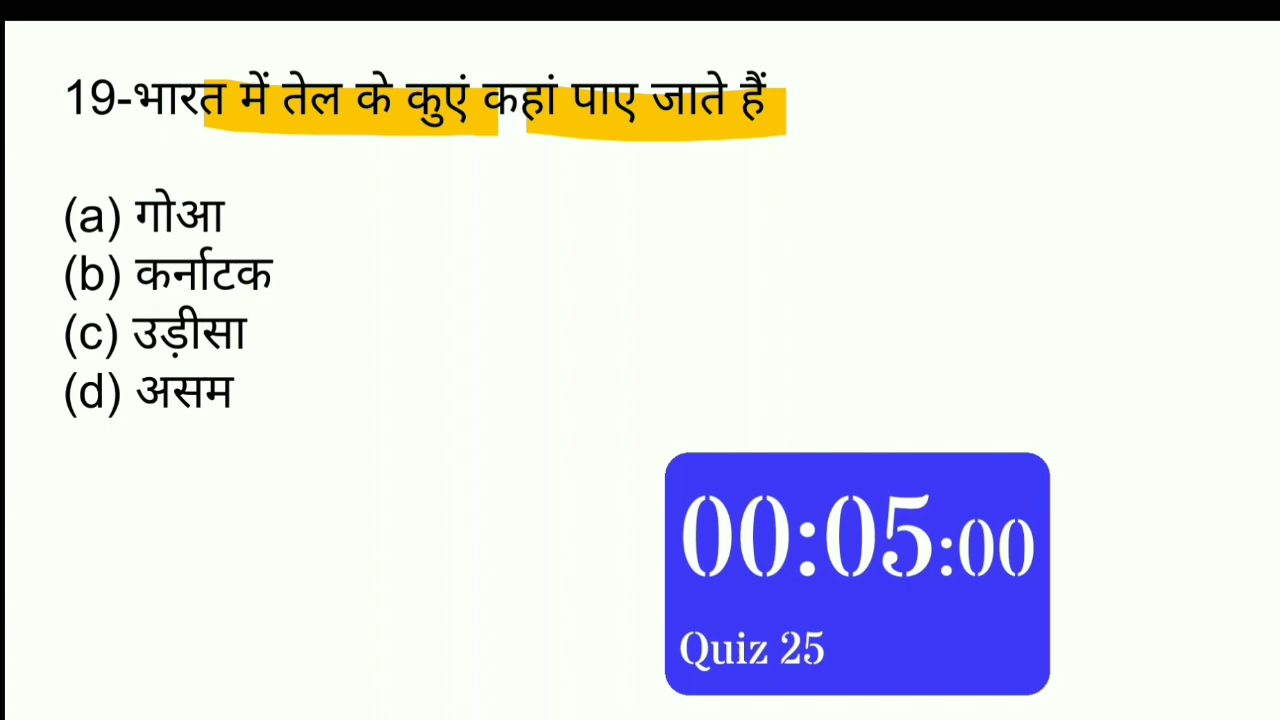 19-भारत में तेल के कुएं कहां पाए जाते हैं
(a) गोआ
(b) कर्नाटक
(c) उड़ीसा
(d) असम
00:05:00
Quiz 25